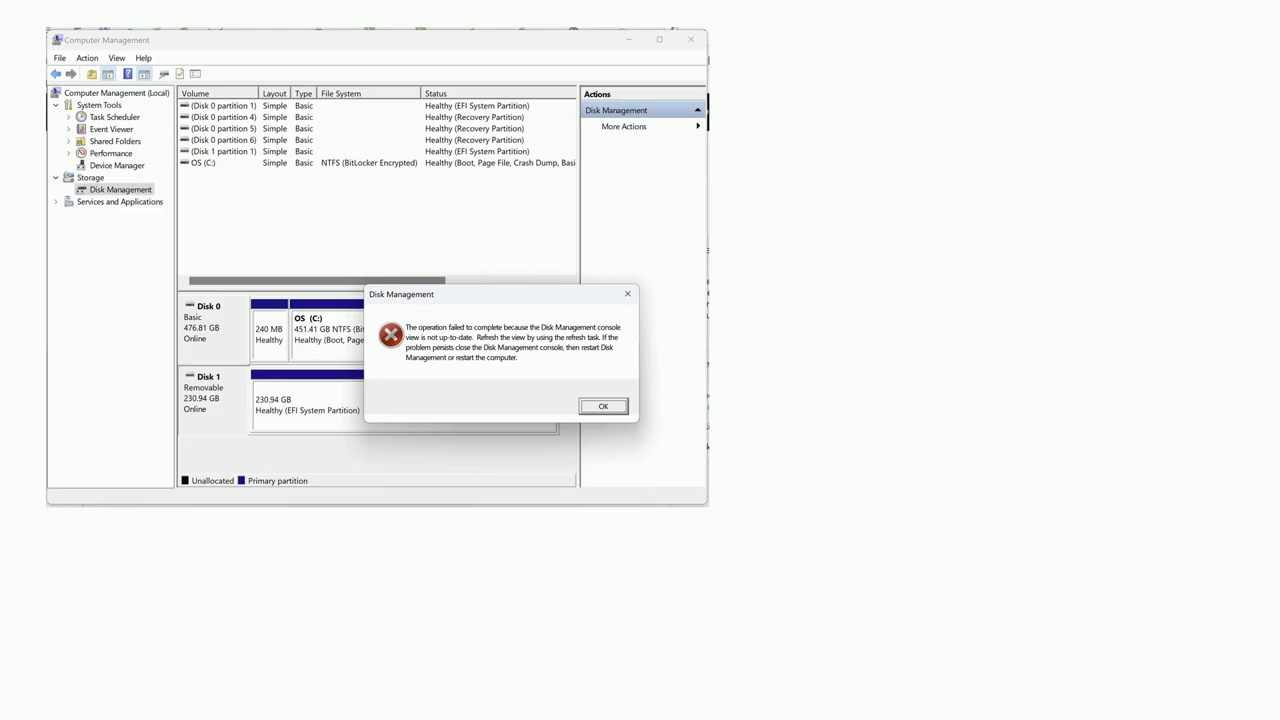 Computer Management
File Action View Help
Computer Management (Local)
System Tools
Task Scheduler
Event Viewer
Shared Folders
Performance
Device Manager
Storage
Disk Management
Services and Applications
Volume Layout Type File System Status
(Disk 0 partition 1) Simple Basic Healthy (EFI System Partition)
(Disk 0 partition 4) Simple Basic Healthy (Recovery Partition)
(Disk 0 partition 5) Simple Basic Healthy (Recovery Partition)
(Disk 0 partition 6) Simple Basic Healthy (Recovery Partition)
(Disk 1 partition 1) Simple Basic Healthy (EFI System Partition)
OS (C:) Simple Basic NTFS (BitLocker Encrypted) Healthy (Boot, Page File, Crash Dump, Basi
Actions
Disk Management
More Actions
Disk 0
Basic
476.81 GB
Online
240 MB
Healthy
OS (C:)
451.41 GB NTFS (Bit
Healthy (Boot, Page
Disk 1
Removable
230.94 GB
Online
230.94 GB
Healthy (EFI System Partition)
Disk Management
The operation failed to complete because the Disk Management console
view is not up-to-date. Refresh the view by using the refresh task. If the
problem persists close the Disk Management console, then restart Disk
Management or restart the computer.
OK
Unallocated Primary partition